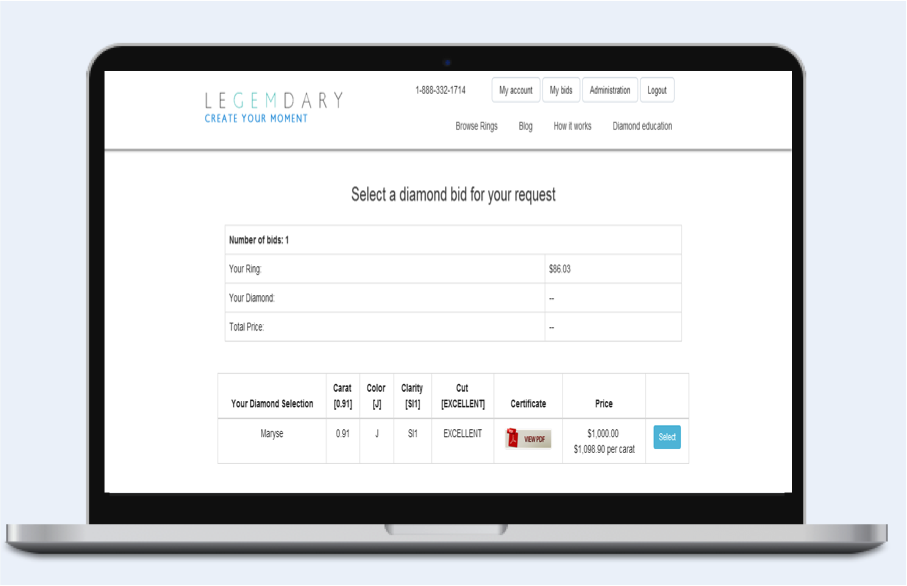 LEGEMDARY
CREATE YOUR MOMENT
1-888-332-1714
My account
My bids
Administration
Logout
Browse Rings
Blog
How it works
Diamond education
Select a diamond bid for your request
Number of bids: 1
Your Ring: $86.03
Your Diamond: --
Total Price: --
Your Diamond Selection
Carat
[0.91]
Color
[J]
Clarity
[SI1]
Cut
[EXCELLENT]
Certificate
Price
Maryse
0.91
J
SI1
EXCELLENT
VIEW PDF
$1,000.00
$1,098.90 per carat
Select